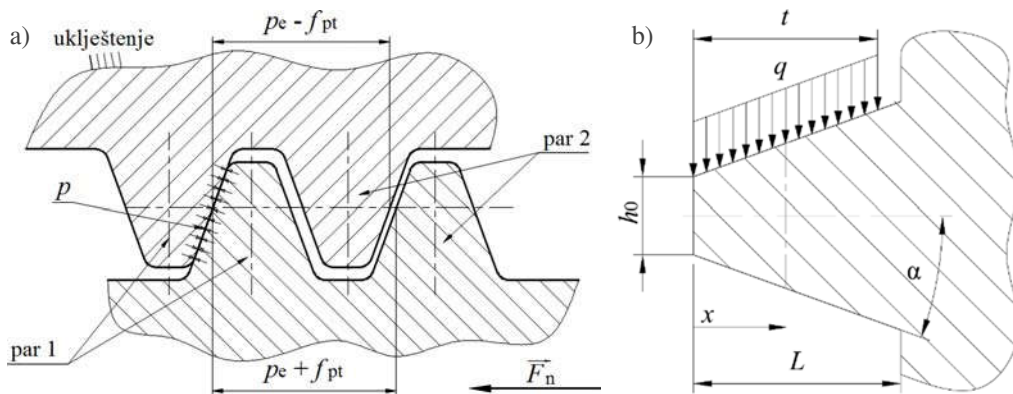 a)
uklještenje
pe - fpt
p
par 2
par 1
pe + fpt
Fn
b)
t
q
h0
α
x
L